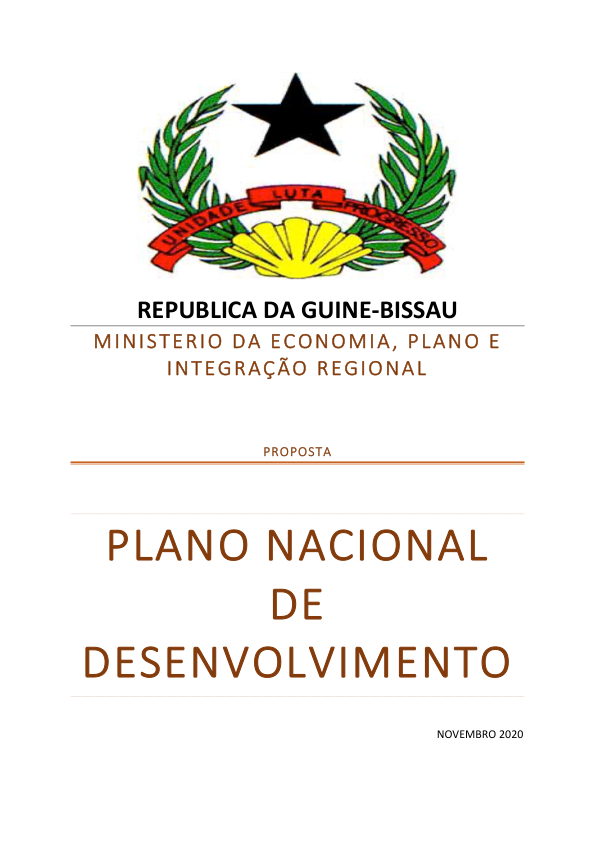 UNIDADE LUTA PROGRESSO
REPUBLICA DA GUINE-BISSAU
MINISTERIO DA ECONOMIA, PLANO E
INTEGRAÇÃO REGIONAL
PROPOSTA
PLANO NACIONAL
DE
DESENVOLVIMENTO
NOVEMBRO 2020